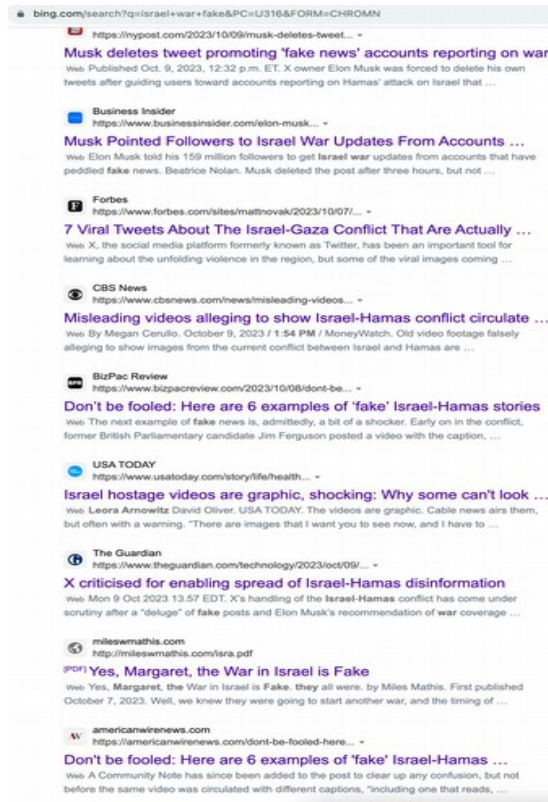 bing.com/search?q=israel+war+fake&PC=U316&FORM=CHROMN
https://nypost.com/2023/10/09/musk-deletes-tweet...
Musk deletes tweet promoting 'fake news' accounts reporting on war
Web Published Oct. 9, 2023, 12:32 p.m. ET. X owner Elon Musk was forced to delete his own
tweets after guiding users toward accounts reporting on Hamas' attack on Israel that ...
Business Insider
https://www.businessinsider.com/elon-musk...
Musk Pointed Followers to Israel War Updates From Accounts ...
Web Elon Musk told his 159 million followers to get Israel war updates from accounts that have
peddled fake news. Beatrice Nolan. Musk deleted the post after three hours, but not ...
F
Forbes
https://www.forbes.com/sites/mattnovak/2023/10/07/...
7 Viral Tweets About The Israel-Gaza Conflict That Are Actually ...
Web X, the social media platform formerly known as Twitter, has been an important tool for
learning about the unfolding violence in the region, but some of the viral images coming ...
CBS News
https://www.cbsnews.com/news/misleading-videos...
Misleading videos alleging to show Israel-Hamas conflict circulate ...
Web By Megan Cerullo. October 9, 2023 / 1:54 PM / MoneyWatch. Old video footage falsely
alleging to show images from the current conflict between Israel and Hamas are ...
BPR
BizPac Review
https://www.bizpacreview.com/2023/10/08/dont-be...
Don't be fooled: Here are 6 examples of 'fake' Israel-Hamas stories
Web The next example of fake news is, admittedly, a bit of a shocker. Early on in the conflict,
former British Parliamentary candidate Jim Ferguson posted a video with the caption, ...
USA TODAY
https://www.usatoday.com/story/life/health...
Israel hostage videos are graphic, shocking: Why some can't look ...
Web Leora Arnowitz David Oliver. USA TODAY. The videos are graphic. Cable news airs them,
but often with a warning. "There are images that I want you to see now, and I have to ...
The Guardian
https://www.theguardian.com/technology/2023/oct/09/...
X criticised for enabling spread of Israel-Hamas disinformation
Web Mon 9 Oct 2023 13.57 EDT. X's handling of the Israel-Hamas conflict has come under
scrutiny after a "deluge" of fake posts and Elon Musk's recommendation of war coverage ...
mileswmathis.com
http://mileswmathis.com/isra.pdf
[PDF] Yes, Margaret, the War in Israel is Fake
Web Yes, Margaret, the War in Israel is Fake. they all were. by Miles Mathis. First published
October 7, 2023. Well, we knew they were going to start another war, and the timing of ...
americanwirenews.com
https://americanwirenews.com/dont-be-fooled-here...
Don't be fooled: Here are 6 examples of 'fake' Israel-Hamas ...
Web A Community Note has since been added to the post to clear up any confusion, but not
before the same video was circulated with different captions, "including one that reads, ...